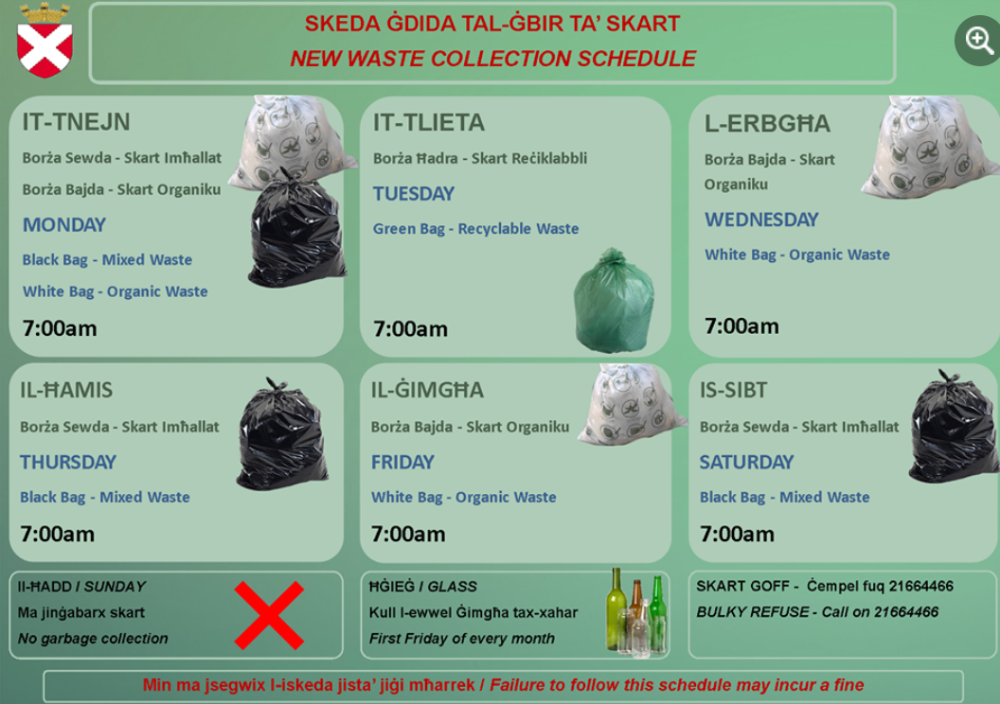 SKEDA ĠDIDA TAL-ĠBIR TA’ SKART
NEW WASTE COLLECTION SCHEDULE
IT-TNEJN
Borża Sewda - Skart Imħallat
Borża Bajda - Skart Organiku
MONDAY
Black Bag - Mixed Waste
White Bag - Organic Waste
7:00am
IT-TLIETA
Borża Ħadra - Skart Reċiklabbli
TUESDAY
Green Bag - Recyclable Waste
7:00am
L-ERBGĦA
Borża Bajda - Skart
Organiku
WEDNESDAY
White Bag - Organic Waste
7:00am
IL-ĦAMIS
Borża Sewda - Skart Imħallat
THURSDAY
Black Bag - Mixed Waste
7:00am
IL-ĠIMGĦA
Borża Bajda - Skart Organiku
FRIDAY
White Bag - Organic Waste
7:00am
IS-SIBT
Borża Sewda - Skart Imħallat
SATURDAY
Black Bag - Mixed Waste
7:00am
Il-ĦADD / SUNDAY
Ma jinġabarx skart
No garbage collection
ĦĠIEĠ / GLASS
Kull l-ewwel Ġimgħa tax-xahar
First Friday of every month
SKART GOFF - Ċempel fuq 21664466
BULKY REFUSE - Call on 21664466
Min ma jsegwix l-iskeda jista’ jiġi mħarrek / Failure to follow this schedule may incur a fine